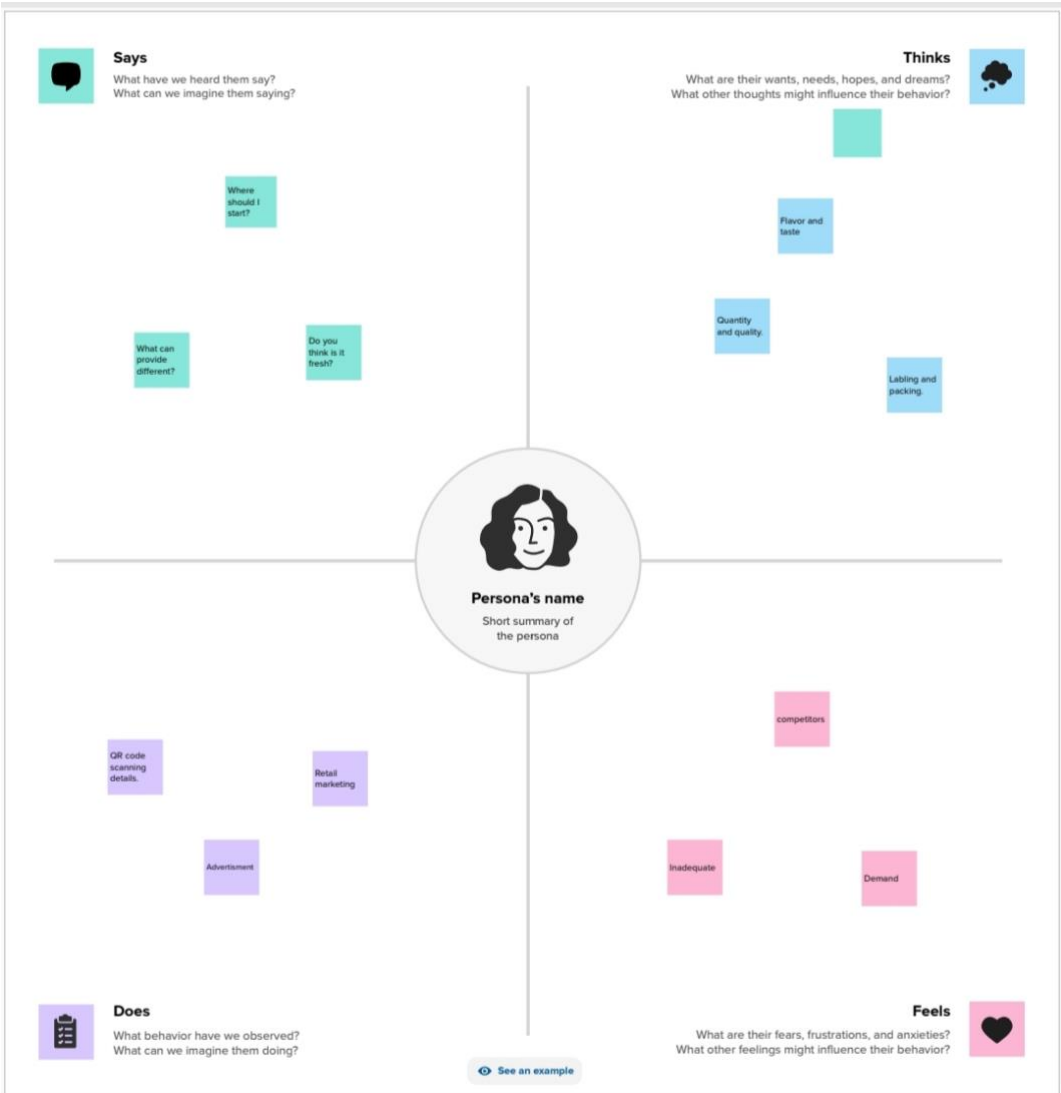 Says
What have we heard them say?
What can we imagine them saying?
Thinks
What are their wants, needs, hopes, and dreams?
What other thoughts might influence their behavior?
Where
should I
start?
What can
provide
different?
Do you
think is it
fresh?
Flavor and
taste
Quantity
and quality.
Labling and
packing.
Persona's name
Short summary of
the persona
QR code
scanning
details.
Retail
marketing
Advertisment
competitors
Inadequate
Demand
Does
What behavior have we observed?
What can we imagine them doing?
Feels
What are their fears, frustrations, and anxieties?
What other feelings might influence their behavior?
See an example